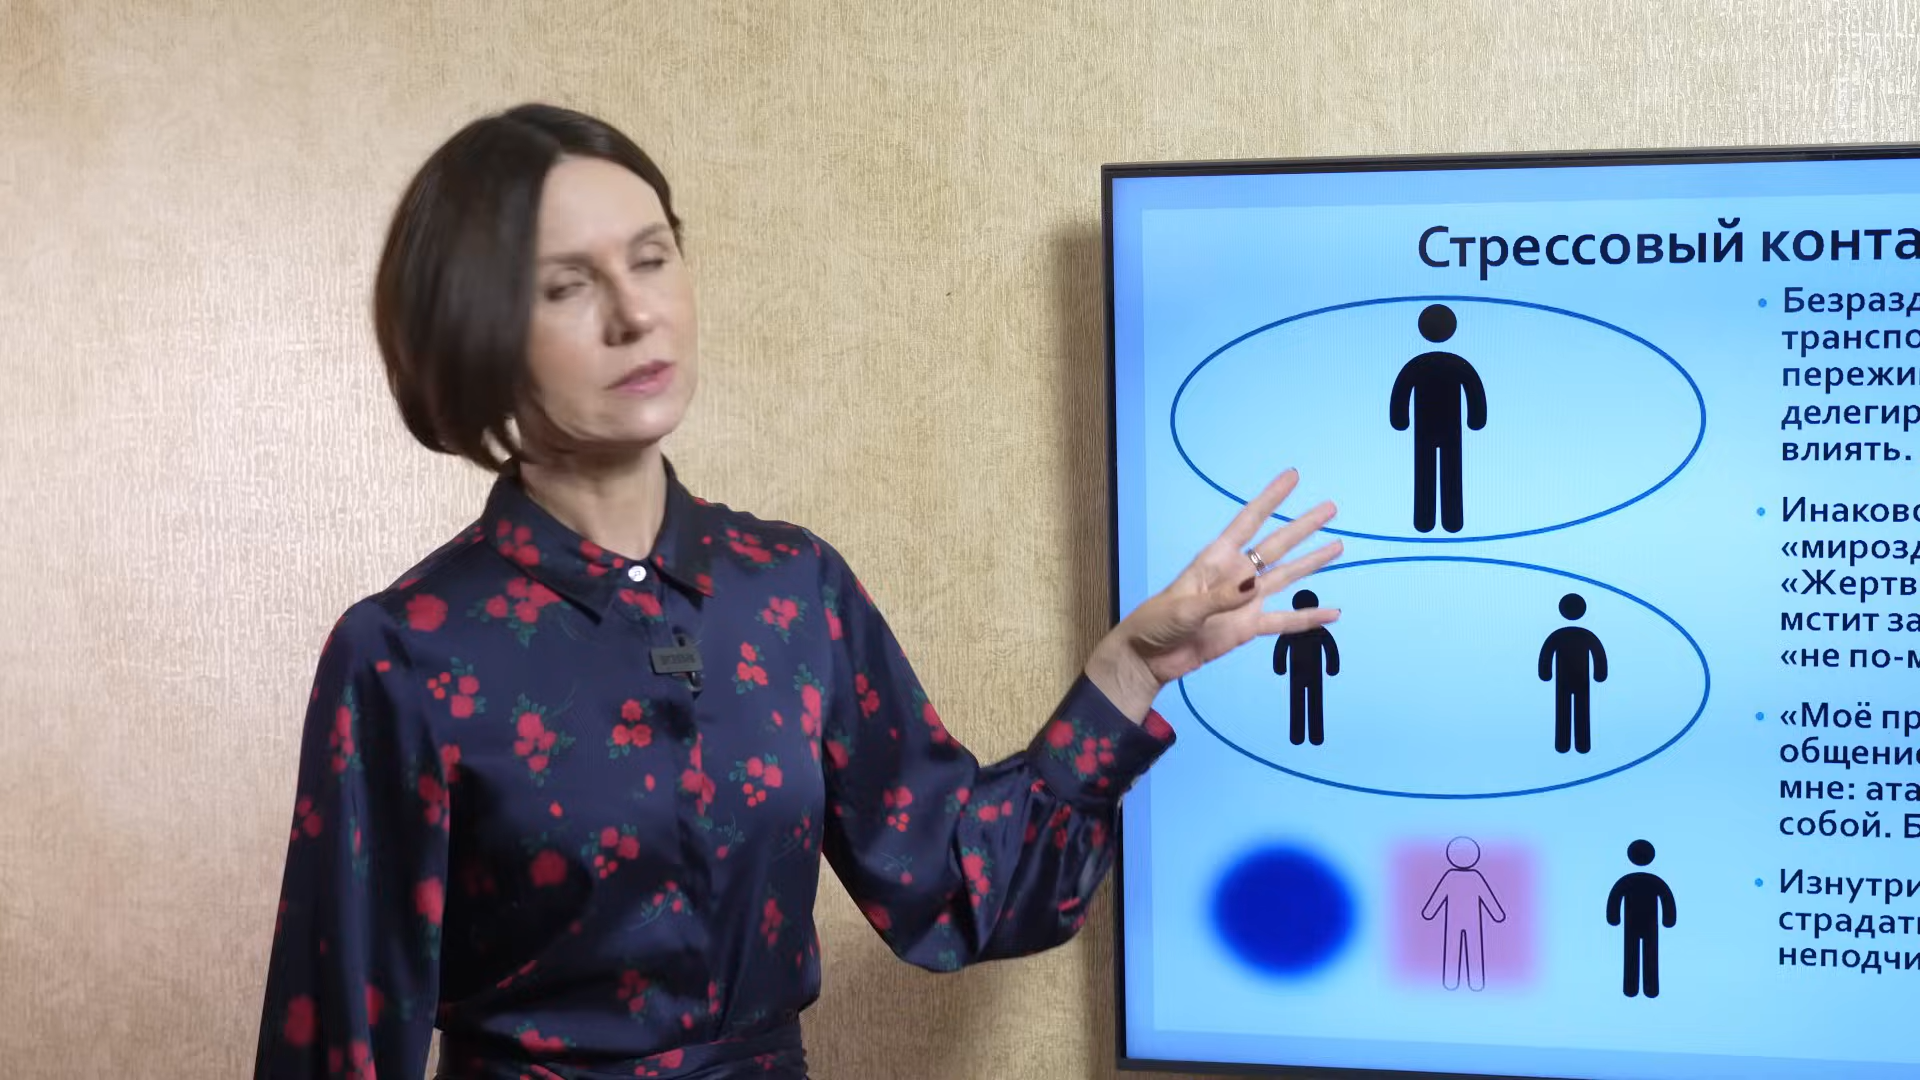 Стрессовый конта
• Безразд
трансп
пережи
делегир
влиять.
• Инаково
«мирозд
«Жертв
мстит за
«не по-м
• «Моё пр
общение
мне: ата
собой. Б
• Изнутри
страдат
неподчи